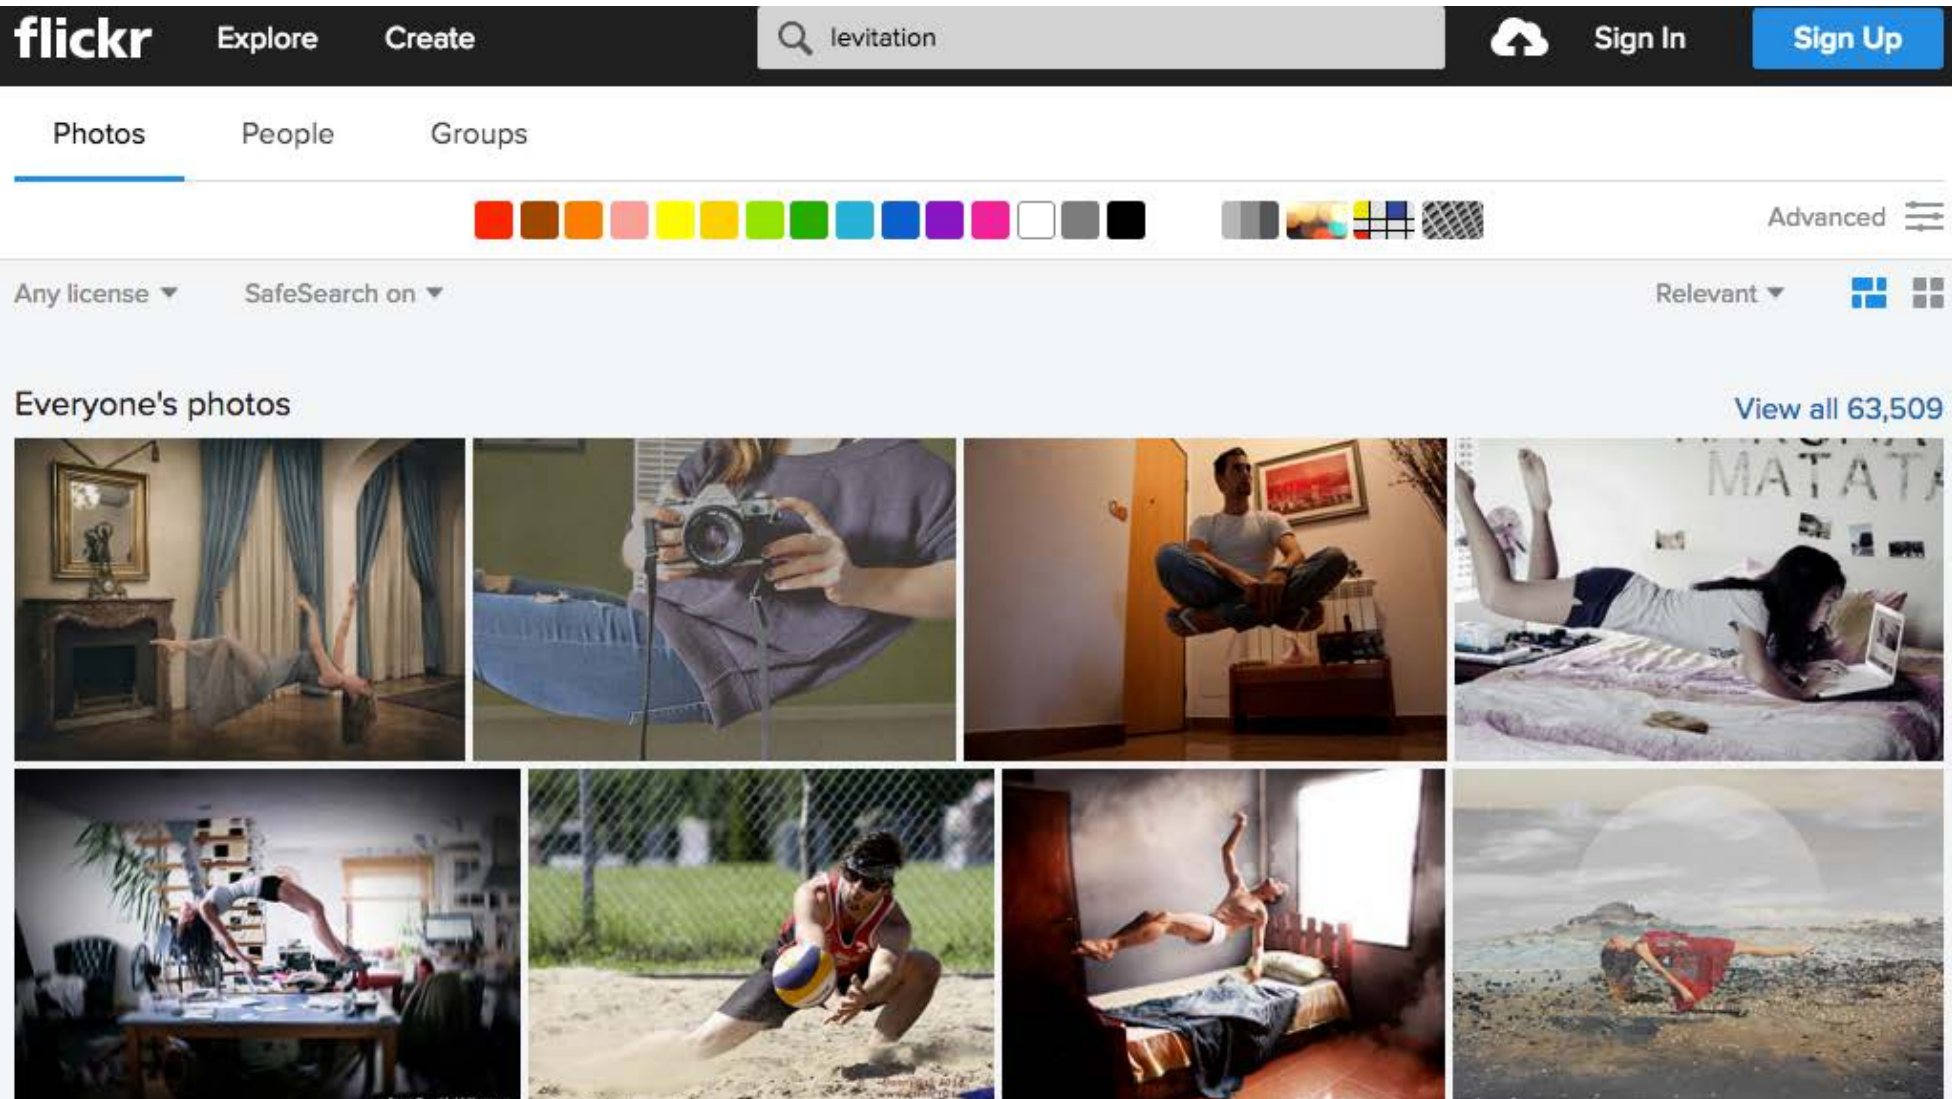 flickr Explore Create levitation Sign In Sign Up
Photos People Groups
Advanced
Any license SafeSearch on Relevant
Everyone's photos View all 63,509
MATATA